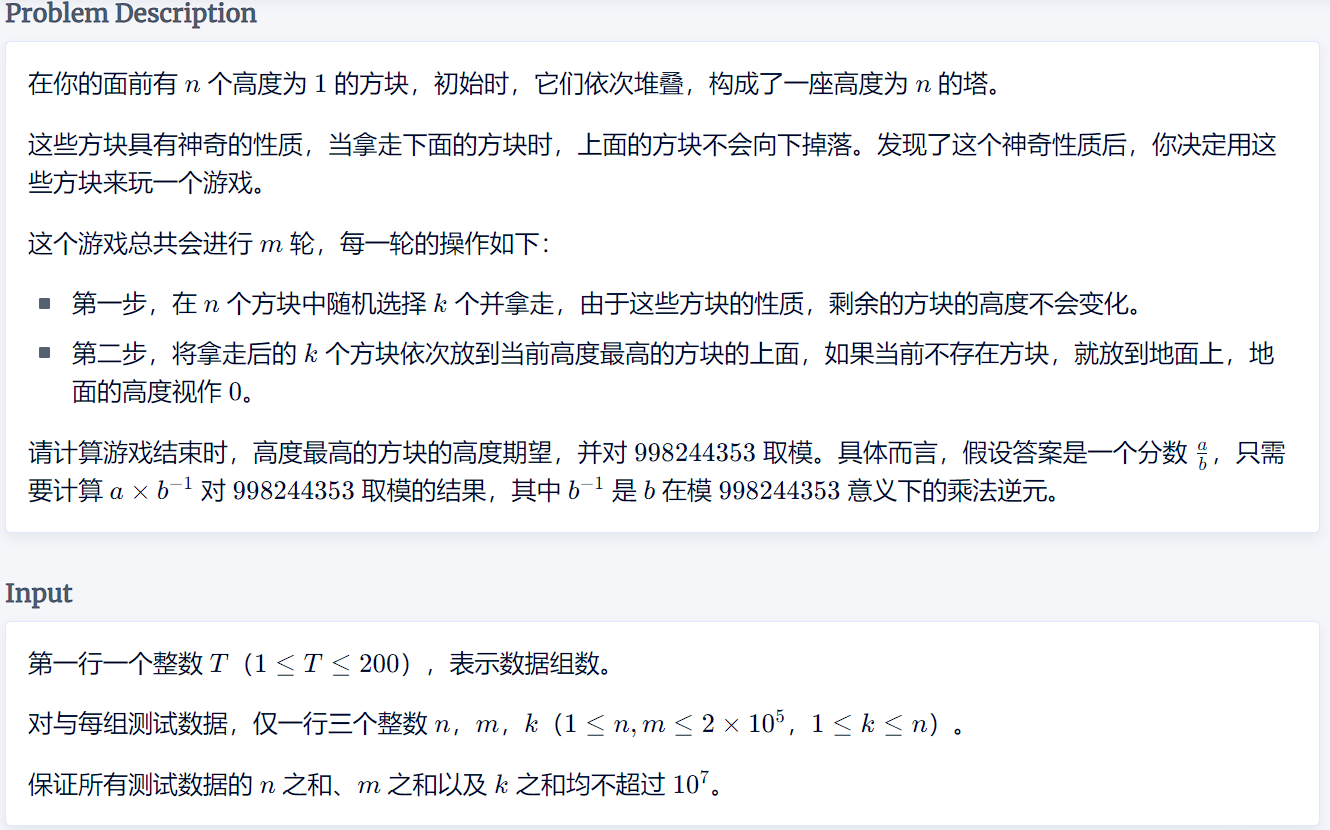 Problem Description
在你的面前有 n 个高度为 1 的方块，初始时，它们依次堆叠，构成了一座高度为 n 的塔。
这些方块具有神奇的性质，当拿走下面的方块时，上面的方块不会向下掉落。发现了这个神奇性质后，你决定用这
些方块来玩一个游戏。
这个游戏总共会进行 m 轮，每一轮的操作如下：
第一步，在 n 个方块中随机选择 k 个并拿走，由于这些方块的性质，剩余的方块的高度不会变化。
第二步，将拿走后的 k 个方块依次放到当前高度最高的方块的上面，如果当前不存在方块，就放到地面上，地
面的高度视作 0。
请计算游戏结束时，高度最高的方块的高度期望，并对 998244353 取模。具体而言，假设答案是一个分数 a/b，只需
要计算 a × b⁻¹ 对 998244353 取模的结果，其中 b⁻¹ 是 b 在模 998244353 意义下的乘法逆元。
Input
第一行一个整数 T（1 ≤ T ≤ 200），表示数据组数。
对与每组测试数据，仅一行三个整数 n，m，k（1 ≤ n, m ≤ 2 × 10⁵，1 ≤ k ≤ n）。
保证所有测试数据的 n 之和、m 之和以及 k 之和均不超过 10⁷。